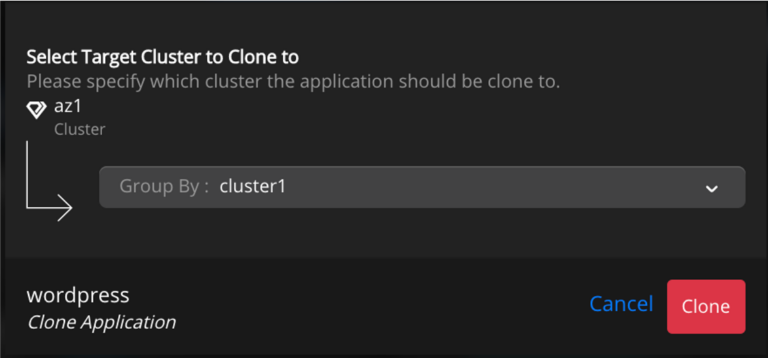 Select Target Cluster to Clone to
Please specify which cluster the application should be clone to.
az1
Cluster
Group By : cluster1
wordpress
Clone Application
Cancel
Clone